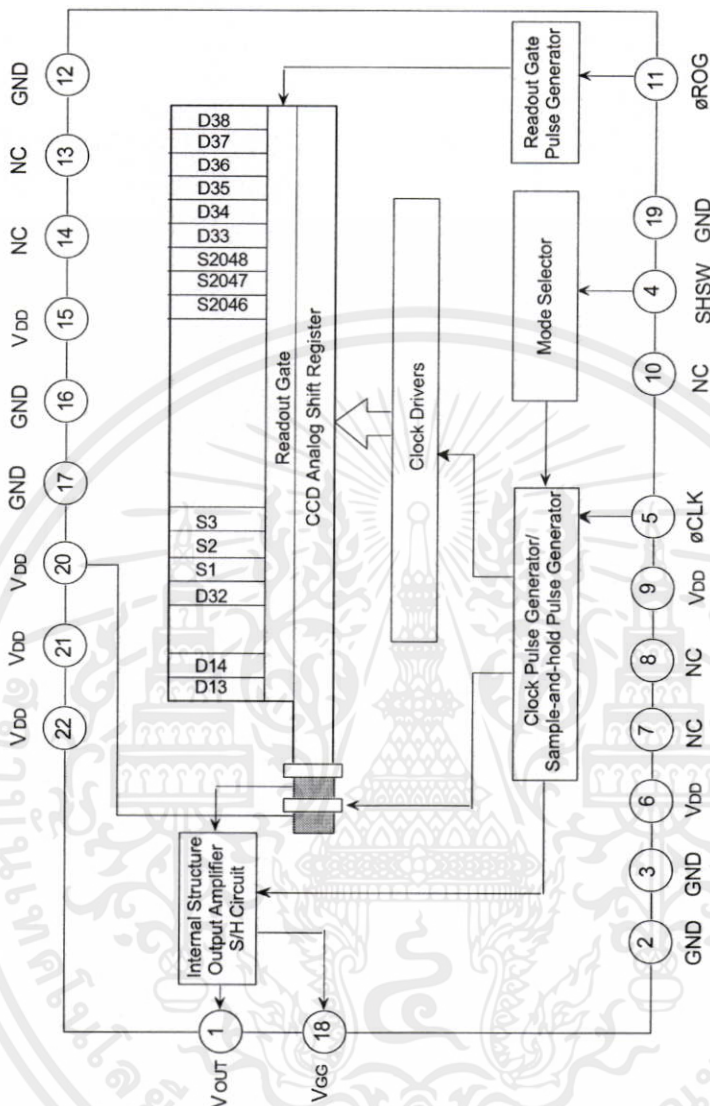 VDD
VDD
VDD
GND
GND
VDD
NC
NC
GND
22
21
20
17
16
15
14
13
12
D13
D14
D32
S1
S2
S3
S2046
S2047
S2048
D33
D34
D35
D36
D37
D38
Readout Gate
CCD Analog Shift Register
Internal Structure
Output Amplifier
S/H Circuit
VOUT
1
VGG
18
Clock Drivers
Clock Pulse Generator/
Sample-and-hold Pulse Generator
Mode Selector
Readout Gate
Pulse Generator
2
3
6
7
8
9
5
10
4
19
11
GND
GND
VDD
NC
NC
VDD
øCLK
NC
SHSW
GND
øROG